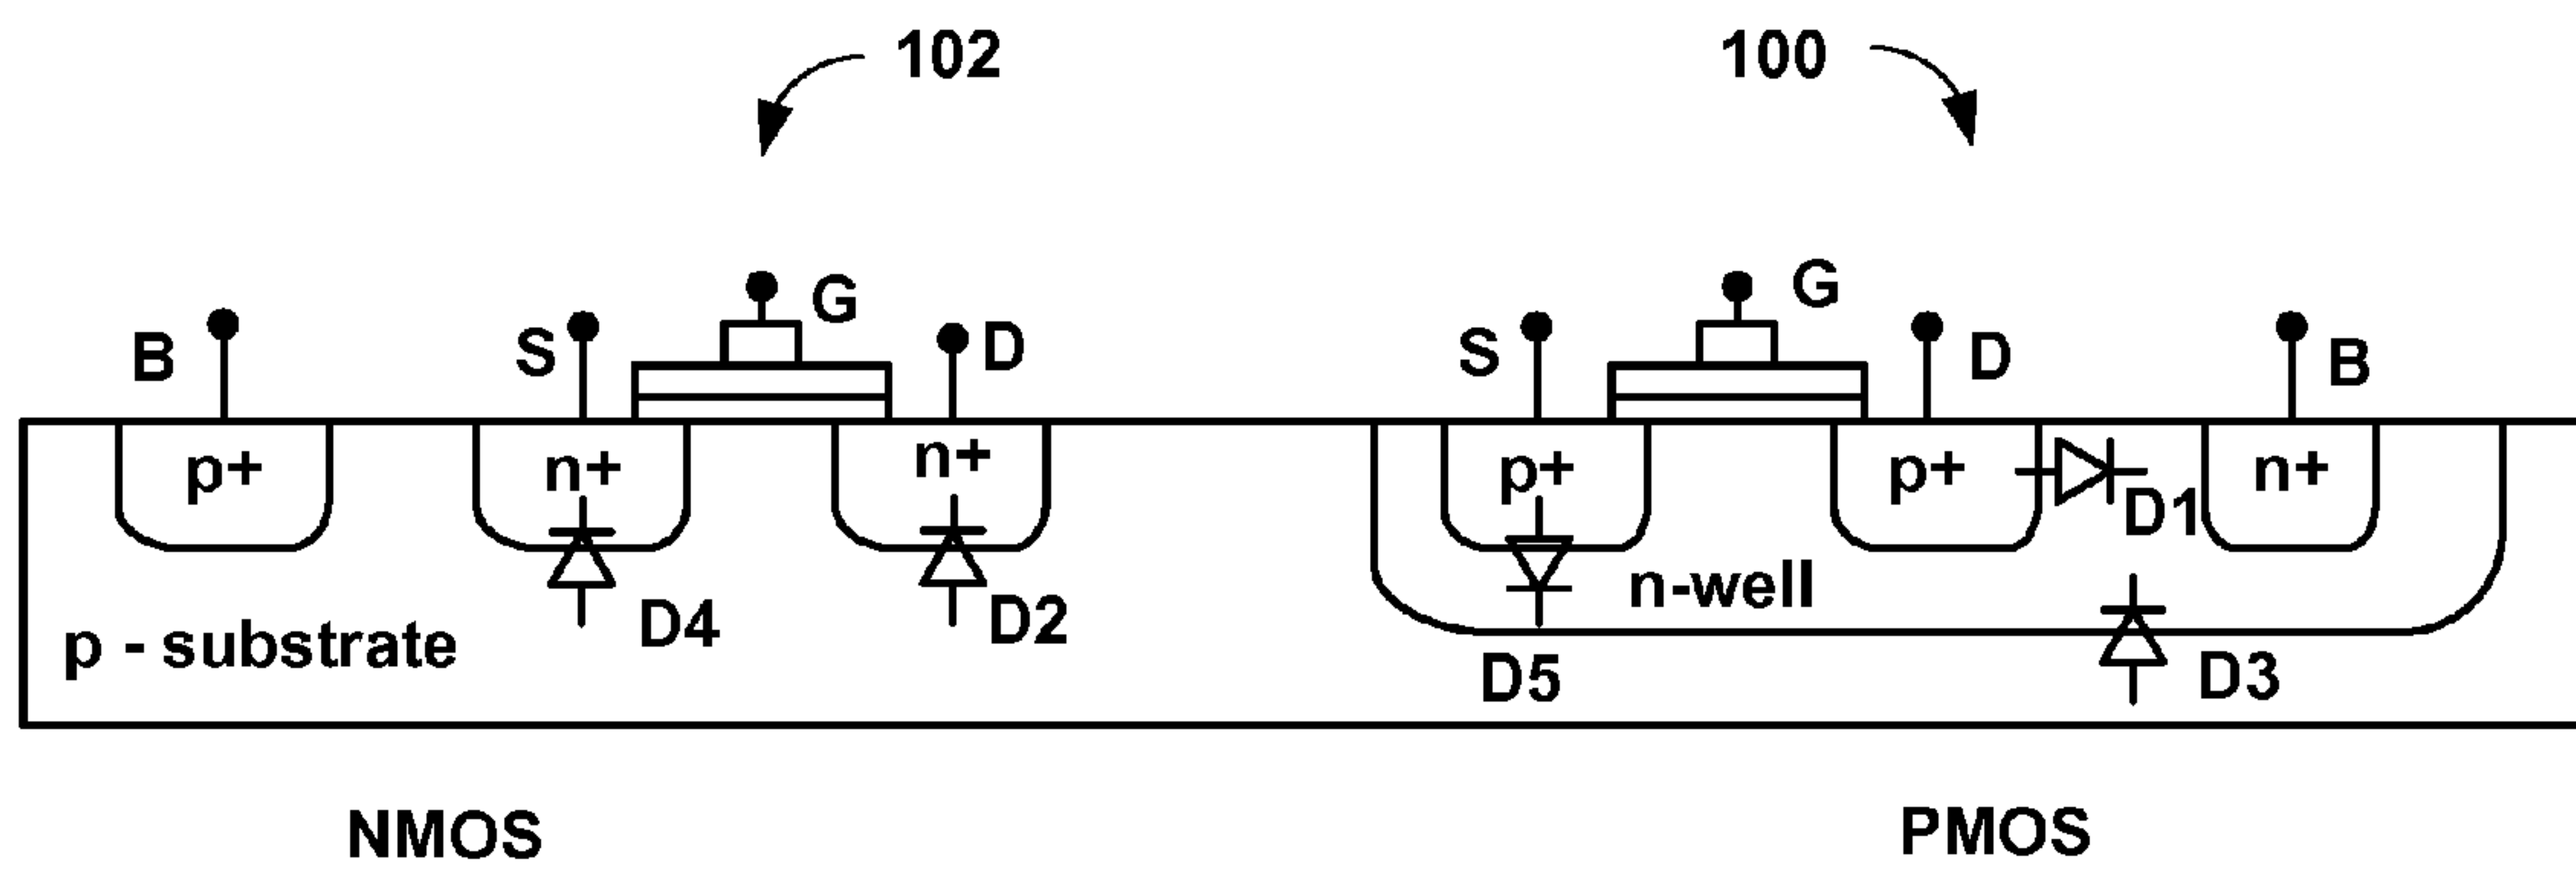 102
100
G
G
B
S
D
S
D
B
p+
n+
n+
p+
p+
n+
D1
n-well
D4
D2
p - substrate
D5
D3
NMOS
PMOS